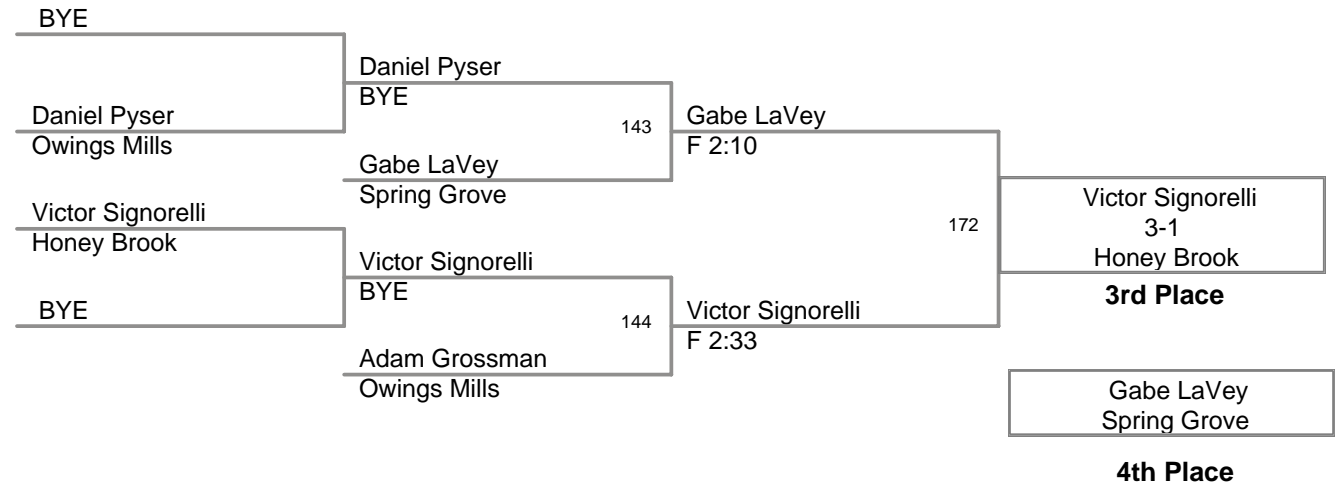 BYE
Daniel Pyser
Owings Mills
Victor Signorelli
Honey Brook
BYE
Daniel Pyser
BYE
143
Gabe LaVey
Spring Grove
Victor Signorelli
BYE
144
Adam Grossman
Owings Mills
Gabe LaVey
F 2:10
172
Victor Signorelli
F 2:33
Victor Signorelli
3-1
Honey Brook
3rd Place
Gabe LaVey
Spring Grove
4th Place